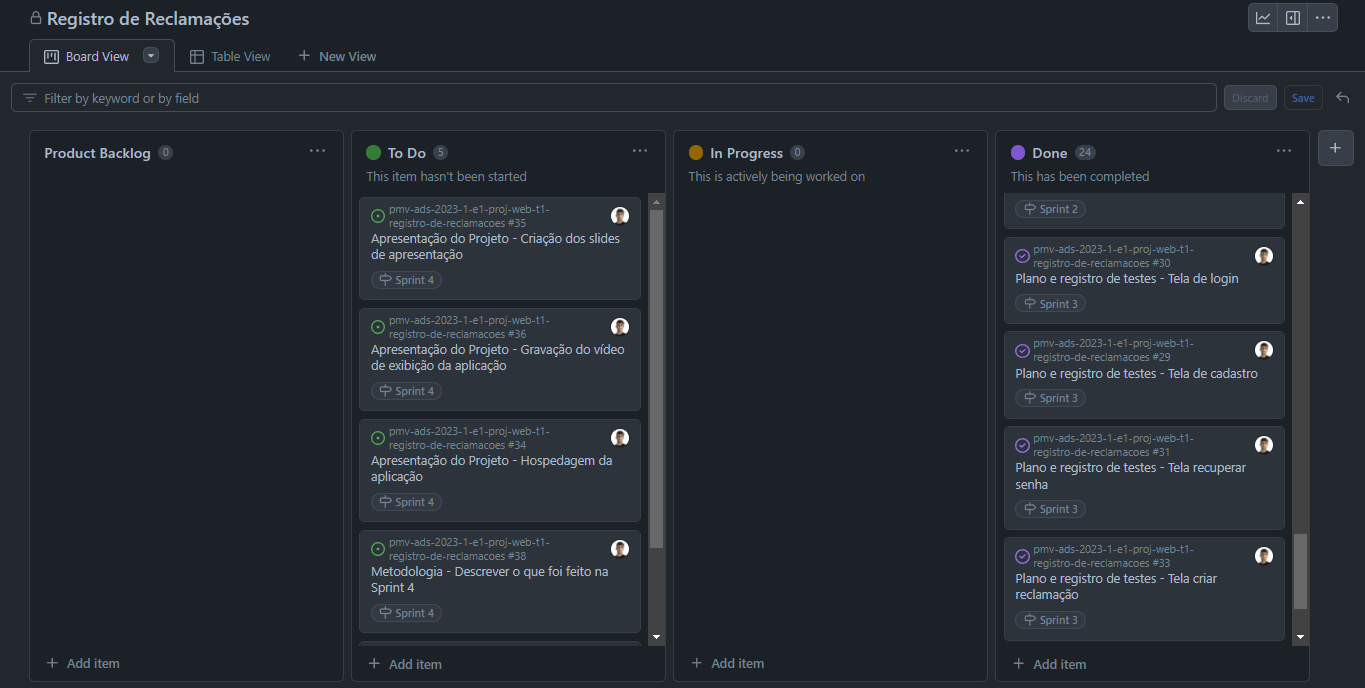 Registro de Reclamações
Board View
Table View
New View
Filter by keyword or by field
Discard
Save
Product Backlog 0
Add item
To Do 5
This item hasn't been started
pmv-ads-2023-1-e1-proj-web-t1-
registro-de-reclamacoes #35
Apresentação do Projeto - Criação dos slides
de apresentação
Sprint 4
pmv-ads-2023-1-e1-proj-web-t1-
registro-de-reclamacoes #36
Apresentação do Projeto - Gravação do vídeo
de exibição da aplicação
Sprint 4
pmv-ads-2023-1-e1-proj-web-t1-
registro-de-reclamacoes #34
Apresentação do Projeto - Hospedagem da
aplicação
Sprint 4
pmv-ads-2023-1-e1-proj-web-t1-
registro-de-reclamacoes #38
Metodologia - Descrever o que foi feito na
Sprint 4
Sprint 4
Add item
In Progress 0
This is actively being worked on
Add item
Done 24
This has been completed
Sprint 2
pmv-ads-2023-1-e1-proj-web-t1-
registro-de-reclamacoes #30
Plano e registro de testes - Tela de login
Sprint 3
pmv-ads-2023-1-e1-proj-web-t1-
registro-de-reclamacoes #29
Plano e registro de testes - Tela de cadastro
Sprint 3
pmv-ads-2023-1-e1-proj-web-t1-
registro-de-reclamacoes #31
Plano e registro de testes - Tela recuperar
senha
Sprint 3
pmv-ads-2023-1-e1-proj-web-t1-
registro-de-reclamacoes #33
Plano e registro de testes - Tela criar
reclamação
Sprint 3
Add item